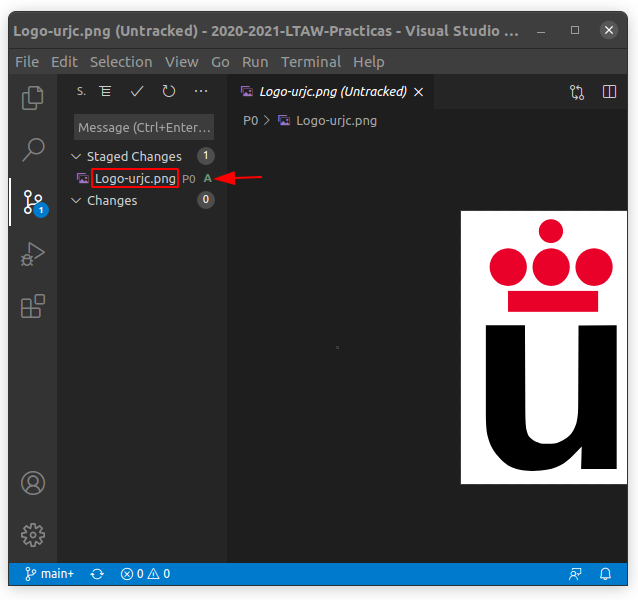 Logo-urjc.png (Untracked) - 2020-2021-LTAW-Practicas - Visual Studio ...
File Edit Selection View Go Run Terminal Help
S.
Logo-urjc.png (Untracked)
Message (Ctrl+Enter...
P0 > Logo-urjc.png
Staged Changes 1
Logo-urjc.png P0 A
Changes 0
1
u
main+ 0 0